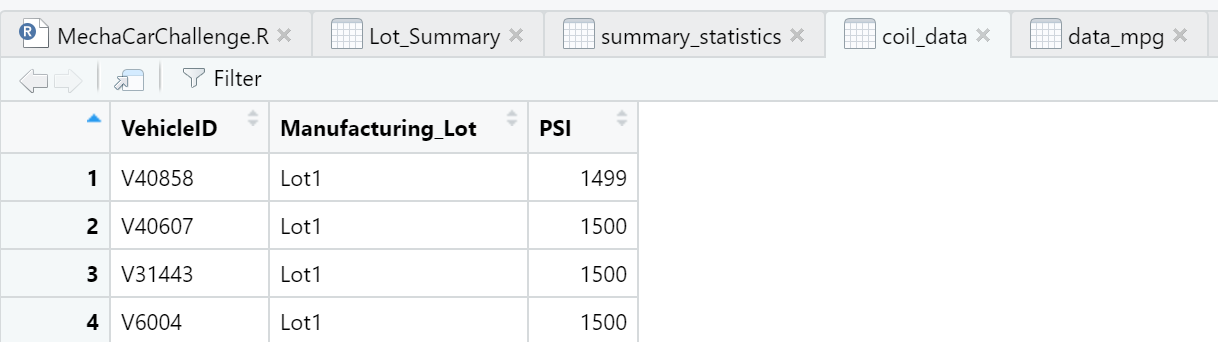 MechaCarChallenge.R Lot_Summary summary_statistics coil_data data_mpg
Filter
VehicleID Manufacturing_Lot PSI
1 V40858 Lot1 1499
2 V40607 Lot1 1500
3 V31443 Lot1 1500
4 V6004 Lot1 1500